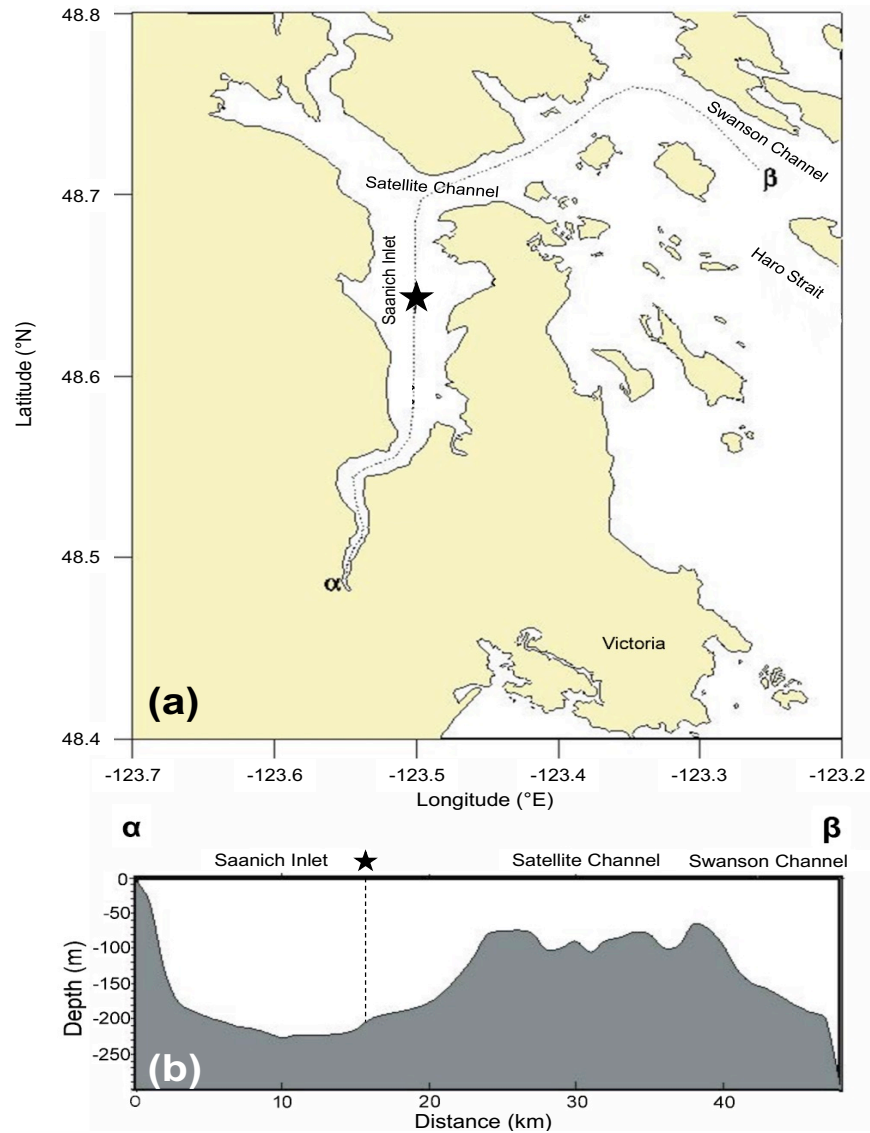 48.8
48.7
48.6
48.5
48.4
Latitude (°N)
Swanson Channel
β
Satellite Channel
Saanich Inlet
Haro Strait
α
Victoria
(a)
-123.7 -123.6 -123.5 -123.4 -123.3 -123.2
Longitude (°E)
α β
Saanich Inlet Satellite Channel Swanson Channel
0
-50
-100
-150
-200
-250
Depth (m)
(b)
0 10 20 30 40
Distance (km)